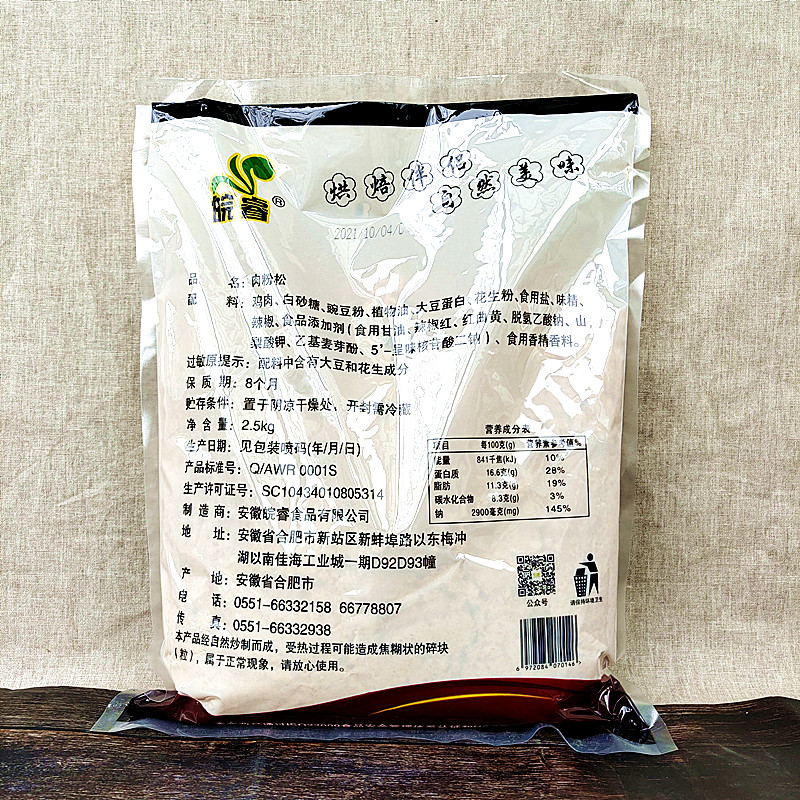 皖睿®
烘焙伴侣
自然美味
2021/10/04/
品 名:肉粉松
配 料:鸡肉、白砂糖、豌豆粉、植物油、大豆蛋白、花生粉、食用盐、味精、
辣椒、食品添加剂(食用甘油、辣椒红、红曲黄、脱氢乙酸钠、山
梨酸钾、乙基麦芽酚、5'-呈味核苷酸二钠)、食用香精香料。
过敏原提示:配料中含有大豆和花生成分
保 质 期:8个月
贮存条件:置于阴凉干燥处,开封需冷藏
净 含 量:2.5kg
生产日期:见包装喷码(年/月/日)
产品标准号:Q/AWR 0001S
生产许可证号:SC10434010805314
制 造 商:安徽皖睿食品有限公司
地 址:安徽省合肥市新站区新蚌埠路以东梅冲
湖以南佳海工业城一期D92D93幢
产 地:安徽省合肥市
电 话:0551-66332158 66778807
传 真:0551-66332938
本产品经自然炒制而成,受热过程可能造成焦糊状的碎块
(粒),属于正常现象,请放心使用。
营养成分表
项目 每100克(g) 营养素参考值%
能量 841千焦(kJ) 10%
蛋白质 16.6克(g) 28%
脂肪 11.3克(g) 19%
碳水化合物 8.3克(g) 3%
钠 2900毫克(mg) 145%
公众号
请保持环境卫生
6 972084 070146